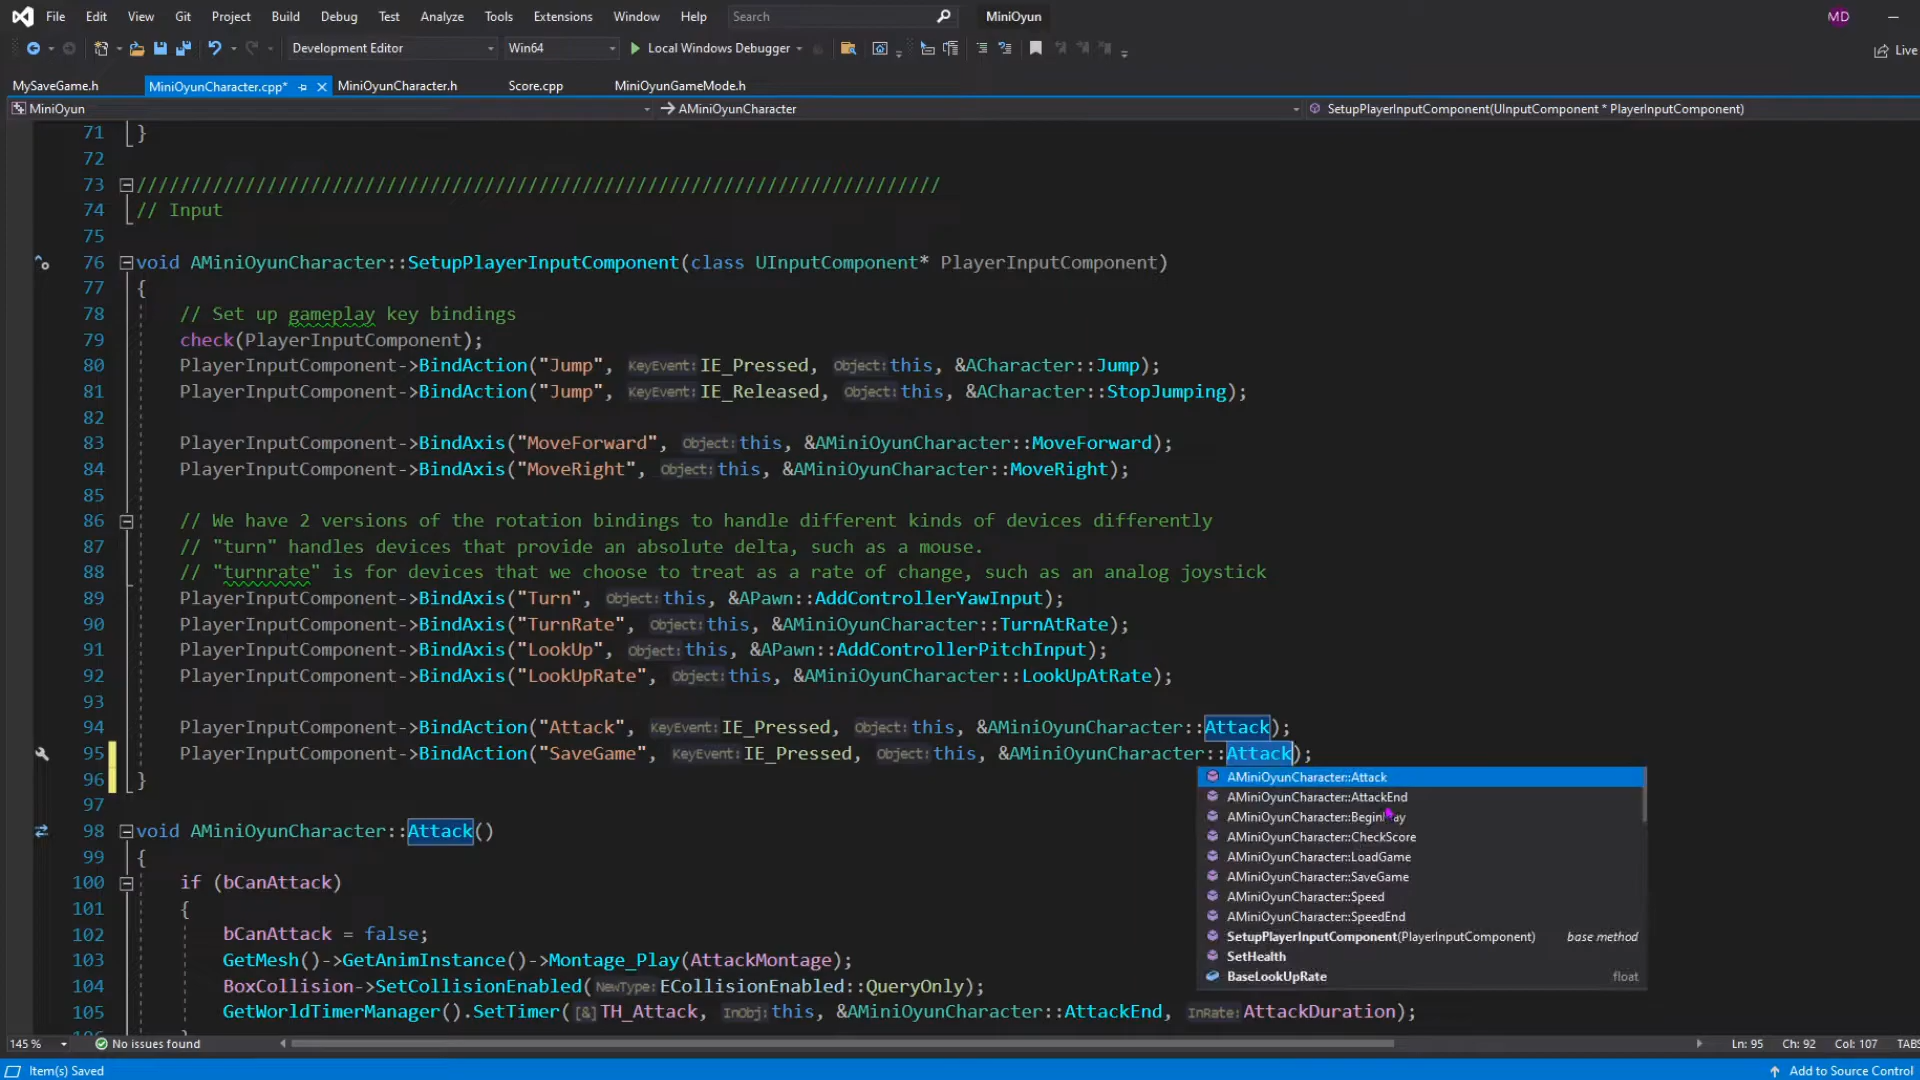 File Edit View Git Project Build Debug Test Analyze Tools Extensions Window Help Search MiniOyun MD
Development Editor Win64 Local Windows Debugger Live
MySaveGame.h MiniOyunCharacter.cpp* MiniOyunCharacter.h Score.cpp MiniOyunGameMode.h
MiniOyun AMiniOyunCharacter SetupPlayerInputComponent(UInputComponent * PlayerInputComponent)
71 }
72
73 //////////////////////////////////////////////////////////////////////////
74 // Input
75
76 void AMiniOyunCharacter::SetupPlayerInputComponent(class UInputComponent* PlayerInputComponent)
77 {
78 // Set up gameplay key bindings
79 check(PlayerInputComponent);
80 PlayerInputComponent->BindAction("Jump", KeyEvent: IE_Pressed, Object: this, &ACharacter::Jump);
81 PlayerInputComponent->BindAction("Jump", KeyEvent: IE_Released, Object: this, &ACharacter::StopJumping);
82
83 PlayerInputComponent->BindAxis("MoveForward", Object: this, &AMiniOyunCharacter::MoveForward);
84 PlayerInputComponent->BindAxis("MoveRight", Object: this, &AMiniOyunCharacter::MoveRight);
85
86 // We have 2 versions of the rotation bindings to handle different kinds of devices differently
87 // "turn" handles devices that provide an absolute delta, such as a mouse.
88 // "turnrate" is for devices that we choose to treat as a rate of change, such as an analog joystick
89 PlayerInputComponent->BindAxis("Turn", Object: this, &APawn::AddControllerYawInput);
90 PlayerInputComponent->BindAxis("TurnRate", Object: this, &AMiniOyunCharacter::TurnAtRate);
91 PlayerInputComponent->BindAxis("LookUp", Object: this, &APawn::AddControllerPitchInput);
92 PlayerInputComponent->BindAxis("LookUpRate", Object: this, &AMiniOyunCharacter::LookUpAtRate);
93
94 PlayerInputComponent->BindAction("Attack", KeyEvent: IE_Pressed, Object: this, &AMiniOyunCharacter::Attack);
95 PlayerInputComponent->BindAction("SaveGame", KeyEvent: IE_Pressed, Object: this, &AMiniOyunCharacter::Attack);
96 }
AMiniOyunCharacter::Attack
AMiniOyunCharacter::AttackEnd
AMiniOyunCharacter::BeginPlay
AMiniOyunCharacter::CheckScore
AMiniOyunCharacter::LoadGame
AMiniOyunCharacter::SaveGame
AMiniOyunCharacter::Speed
AMiniOyunCharacter::SpeedEnd
SetupPlayerInputComponent(PlayerInputComponent) base method
SetHealth
BaseLookUpRate float
97
98 void AMiniOyunCharacter::Attack()
99 {
100 if (bCanAttack)
101 {
102 bCanAttack = false;
103 GetMesh()->GetAnimInstance()->Montage_Play(AttackMontage);
104 BoxCollision->SetCollisionEnabled(NewType: ECollisionEnabled::QueryOnly);
105 GetWorldTimerManager().SetTimer([&] TH_Attack, InObj: this, &AMiniOyunCharacter::AttackEnd, InRate: AttackDuration);
145 % No issues found Ln: 95 Ch: 92 Col: 107 TABS
Item(s) Saved Add to Source Control